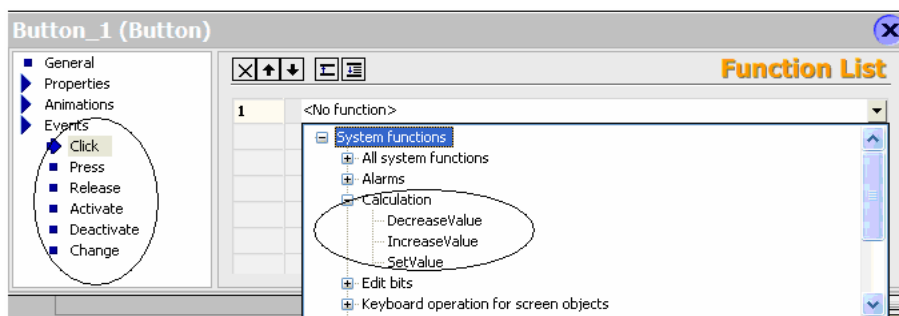 Button_1 (Button)
General
Properties
Animations
Events
Click
Press
Release
Activate
Deactivate
Change
Function List
1 <No function>
System functions
All system functions
Alarms
Calculation
DecreaseValue
IncreaseValue
SetValue
Edit bits
Keyboard operation for screen objects